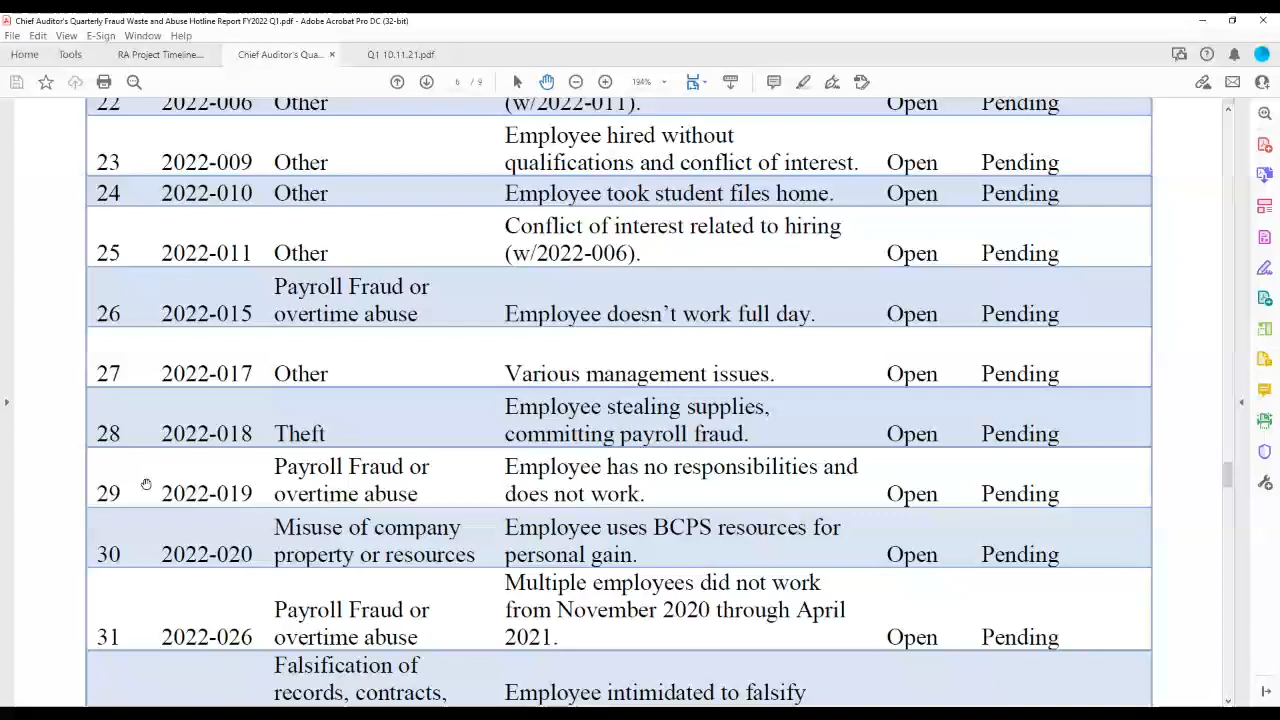 Chief Auditor's Quarterly Fraud Waste and Abuse Hotline Report FY2022 Q1.pdf - Adobe Acrobat Pro DC (32-bit)
File Edit View E-Sign Window Help
Home Tools RA Project Timeline... Chief Auditor's Qua... × Q1 10.11.21.pdf
6 / 9 194%
22 2022-006 Other (w/2022-011). Open Pending
Employee hired without
23 2022-009 Other qualifications and conflict of interest. Open Pending
24 2022-010 Other Employee took student files home. Open Pending
Conflict of interest related to hiring
25 2022-011 Other (w/2022-006). Open Pending
Payroll Fraud or
26 2022-015 overtime abuse Employee doesn’t work full day. Open Pending
27 2022-017 Other Various management issues. Open Pending
Employee stealing supplies,
28 2022-018 Theft committing payroll fraud. Open Pending
Payroll Fraud or Employee has no responsibilities and
29 2022-019 overtime abuse does not work. Open Pending
Misuse of company Employee uses BCPS resources for
30 2022-020 property or resources personal gain. Open Pending
Multiple employees did not work
Payroll Fraud or from November 2020 through April
31 2022-026 overtime abuse 2021. Open Pending
Falsification of
records, contracts, Employee intimidated to falsify